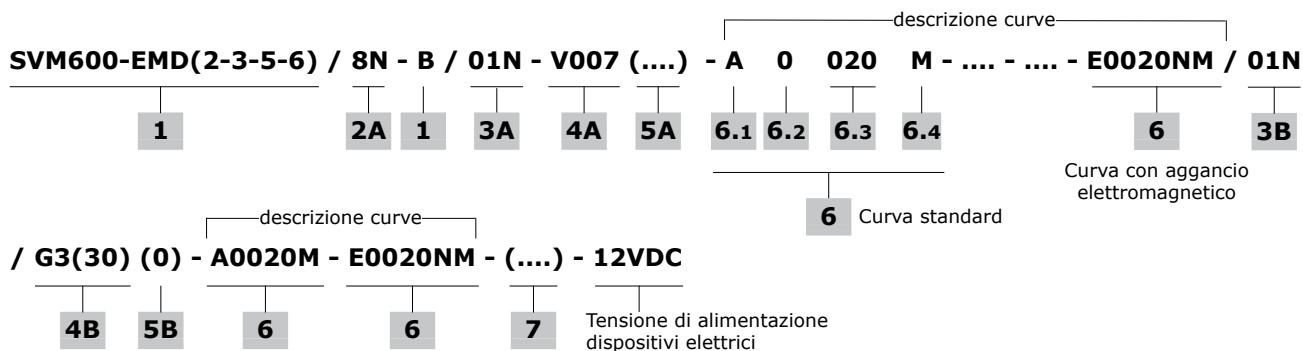 descrizione curve
SVM600-EMD(2-3-5-6) / 8N - B / 01N - V007 (....) - A 0 020 M - .... - .... - E0020NM / 01N
1 2A 1 3A 4A 5A 6.1 6.2 6.3 6.4 6 3B
Curva con aggancio
elettromagnetico
6 Curva standard
descrizione curve
/ G3(30) (0) - A0020M - E0020NM - (....) - 12VDC
4B 5B 6 6 7 Tensione di alimentazione
dispositivi elettrici